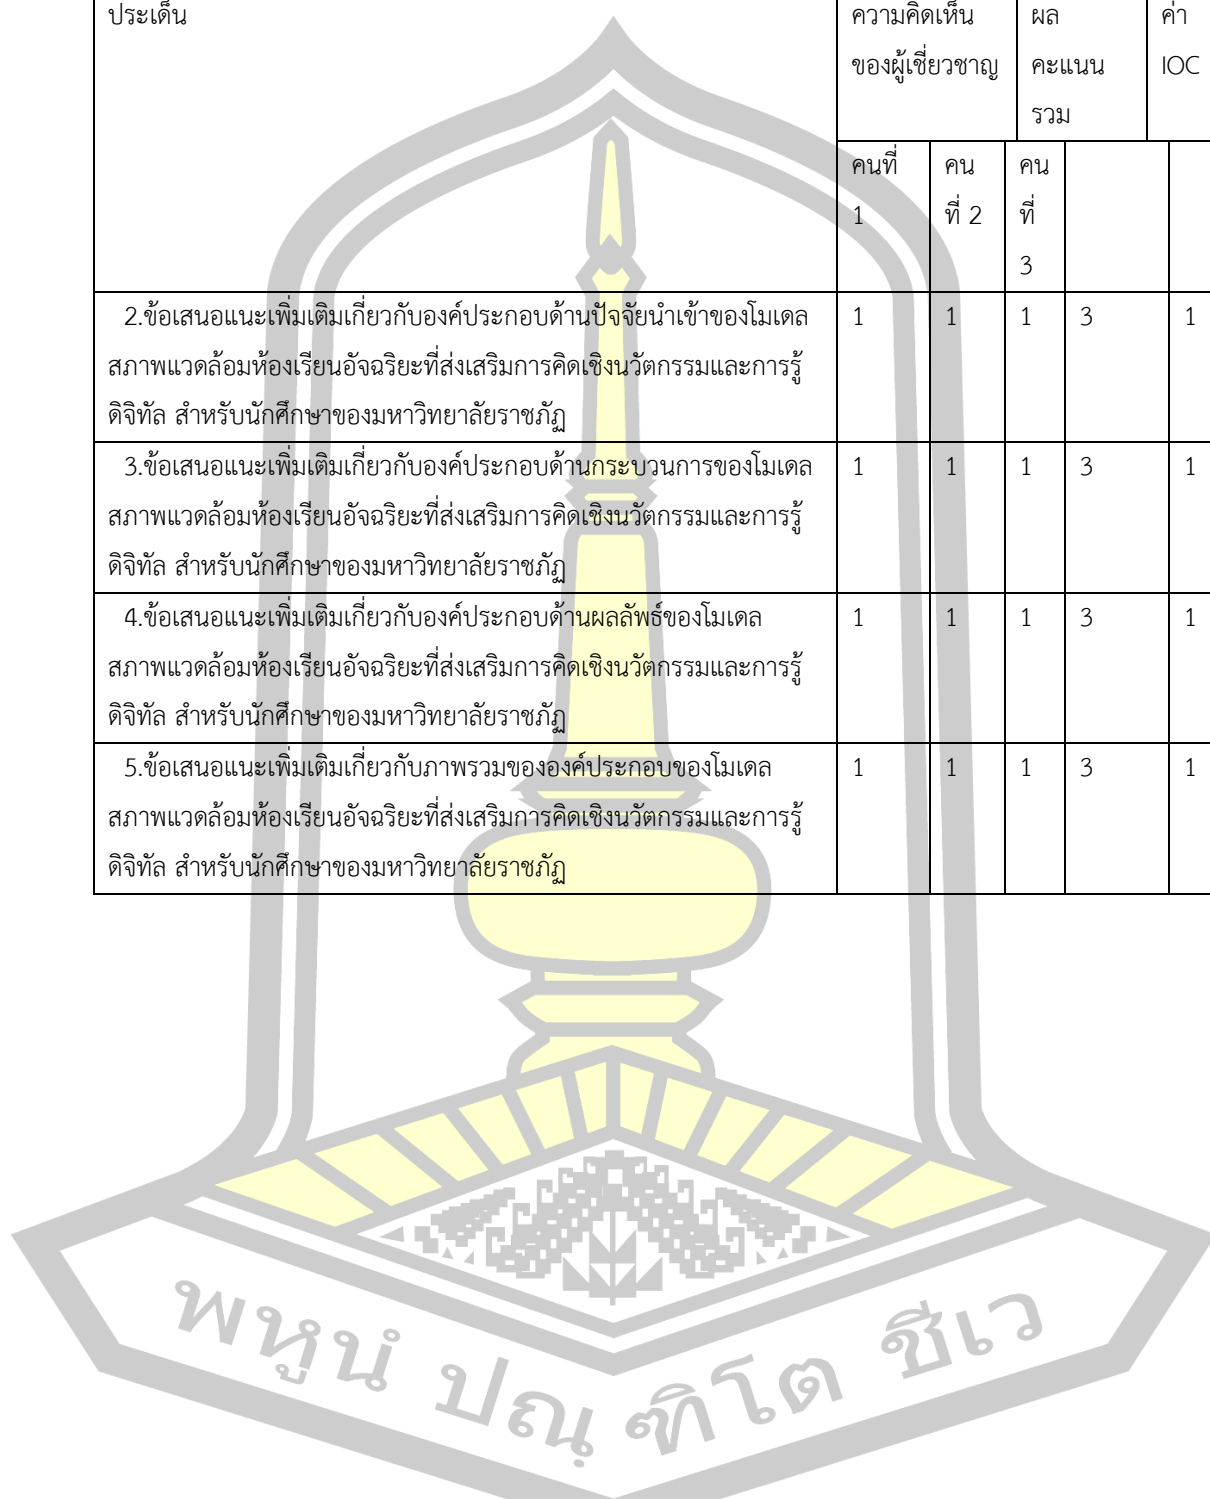 ประเด็น ความคิดเห็น ผล ค่า
ของผู้เชี่ยวชาญ คะแนน IOC
รวม
คนที่ คน คน
1 ที่ 2 ที่
3
2.ข้อเสนอแนะเพิ่มเติมเกี่ยวกับองค์ประกอบด้านปัจจัยนำเข้าของโมเดล 1 1 1 3 1
สภาพแวดล้อมห้องเรียนอัจฉริยะที่ส่งเสริมการคิดเชิงนวัตกรรมและการรู้
ดิจิทัล สำหรับนักศึกษาของมหาวิทยาลัยราชภัฏ
3.ข้อเสนอแนะเพิ่มเติมเกี่ยวกับองค์ประกอบด้านกระบวนการของโมเดล 1 1 1 3 1
สภาพแวดล้อมห้องเรียนอัจฉริยะที่ส่งเสริมการคิดเชิงนวัตกรรมและการรู้
ดิจิทัล สำหรับนักศึกษาของมหาวิทยาลัยราชภัฏ
4.ข้อเสนอแนะเพิ่มเติมเกี่ยวกับองค์ประกอบด้านผลลัพธ์ของโมเดล 1 1 1 3 1
สภาพแวดล้อมห้องเรียนอัจฉริยะที่ส่งเสริมการคิดเชิงนวัตกรรมและการรู้
ดิจิทัล สำหรับนักศึกษาของมหาวิทยาลัยราชภัฏ
5.ข้อเสนอแนะเพิ่มเติมเกี่ยวกับภาพรวมขององค์ประกอบของโมเดล 1 1 1 3 1
สภาพแวดล้อมห้องเรียนอัจฉริยะที่ส่งเสริมการคิดเชิงนวัตกรรมและการรู้
ดิจิทัล สำหรับนักศึกษาของมหาวิทยาลัยราชภัฏ
พหูนํ ปณฺฑิโต ชีเว